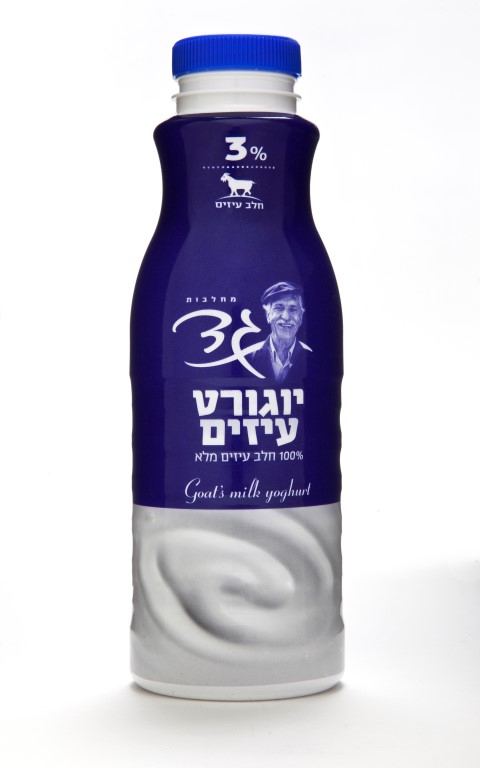 3%
חלב עיזים
מחלבות
גד
יוגורט
עיזים
100% חלב עיזים מלא
Goat's milk yoghurt